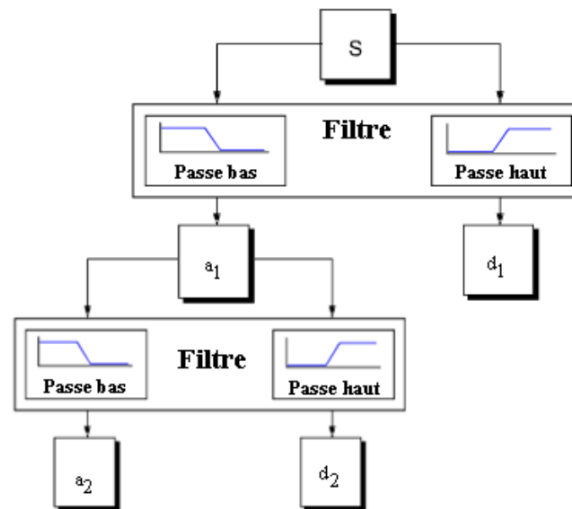 S
Filtre
Passe bas
Passe haut
a1
d1
Filtre
Passe bas
Passe haut
a2
d2